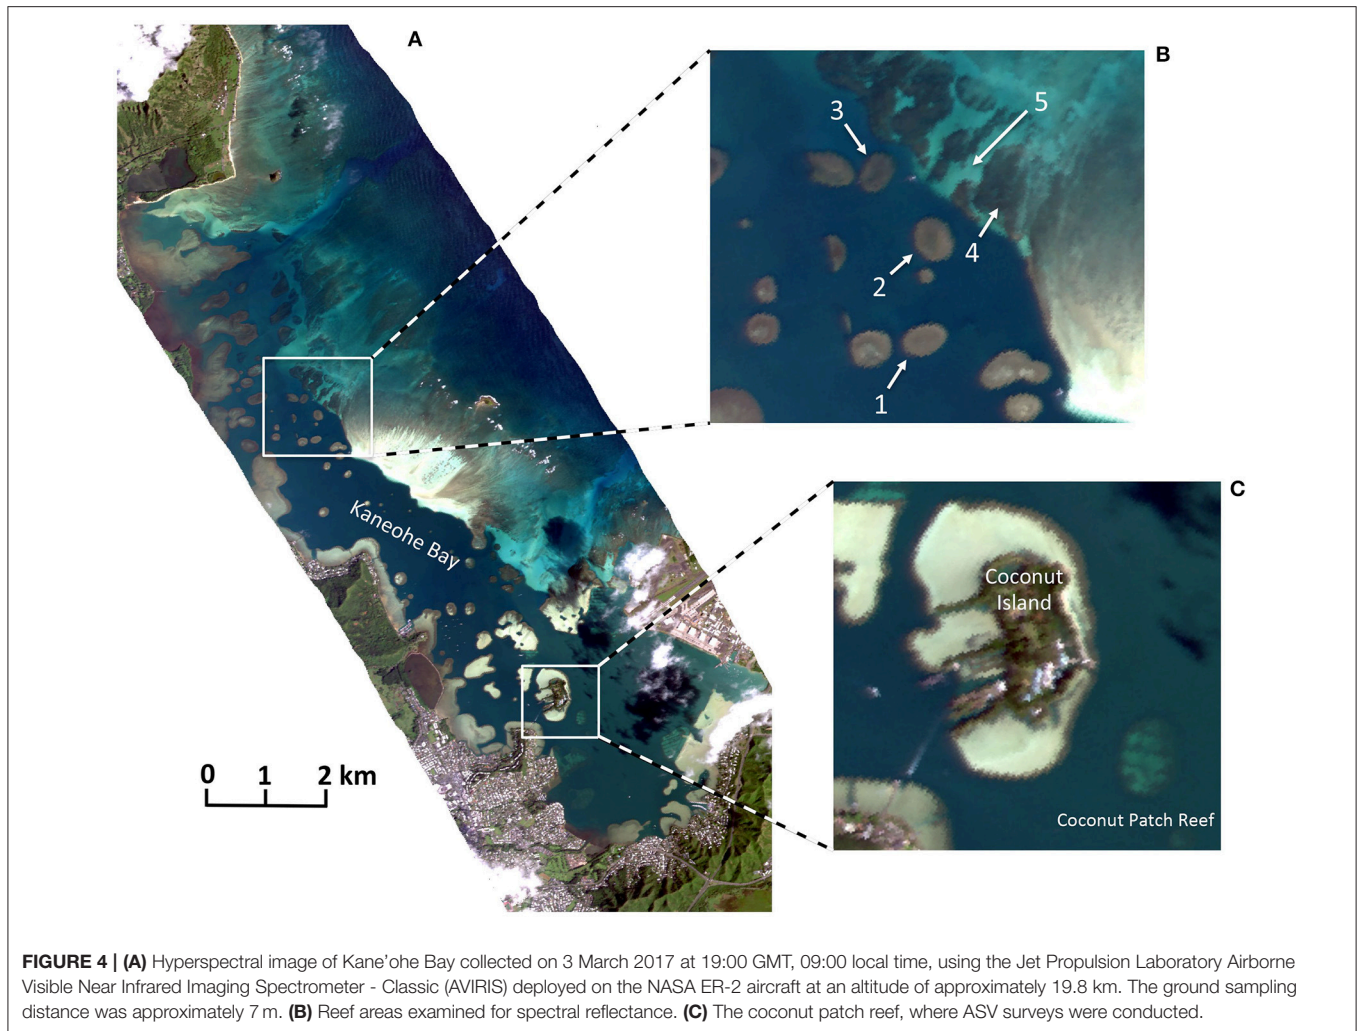 A
B
3
5
2
4
1
Kaneohe Bay
C
Coconut
Island
0 1 2 km
Coconut Patch Reef
FIGURE 4 | (A) Hyperspectral image of Kane'ohe Bay collected on 3 March 2017 at 19:00 GMT, 09:00 local time, using the Jet Propulsion Laboratory Airborne
Visible Near Infrared Imaging Spectrometer - Classic (AVIRIS) deployed on the NASA ER-2 aircraft at an altitude of approximately 19.8 km. The ground sampling
distance was approximately 7 m. (B) Reef areas examined for spectral reflectance. (C) The coconut patch reef, where ASV surveys were conducted.